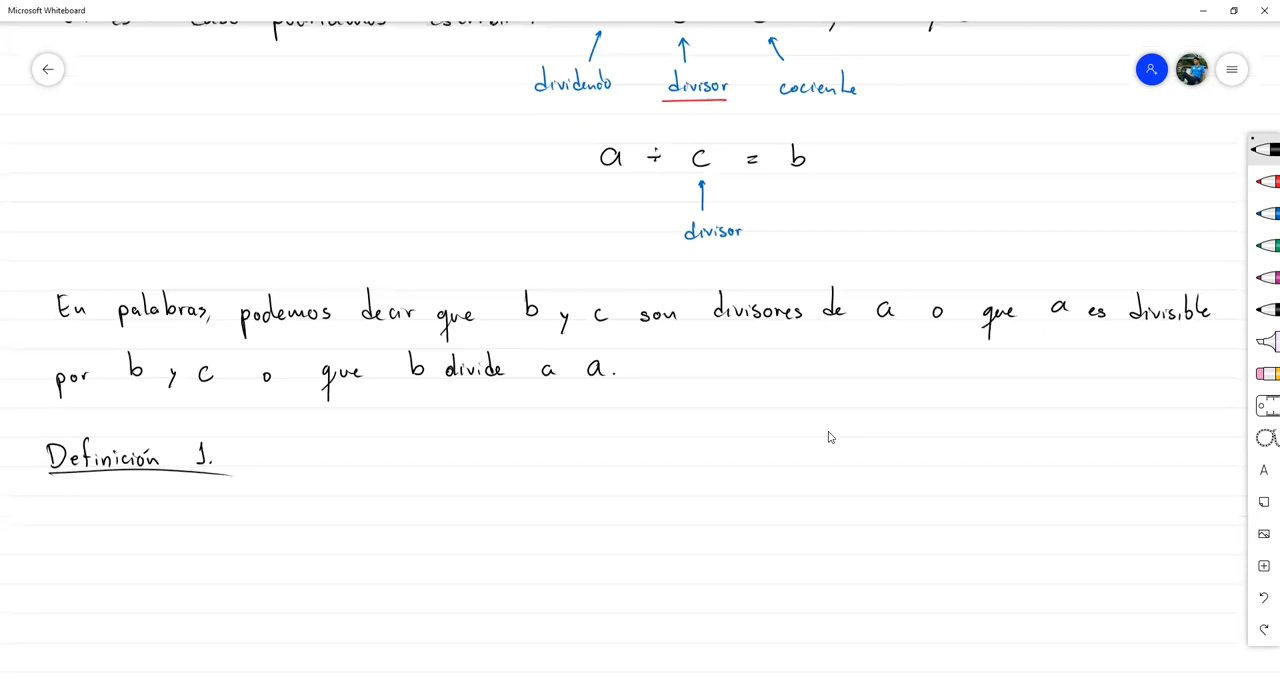 Microsoft Whiteboard
dividendo divisor cociente
a ÷ c = b
divisor
En palabras, podemos decir que b y c son divisores de a o que a es divisible
por b y c o que b divide a a.
Definición 1.
A